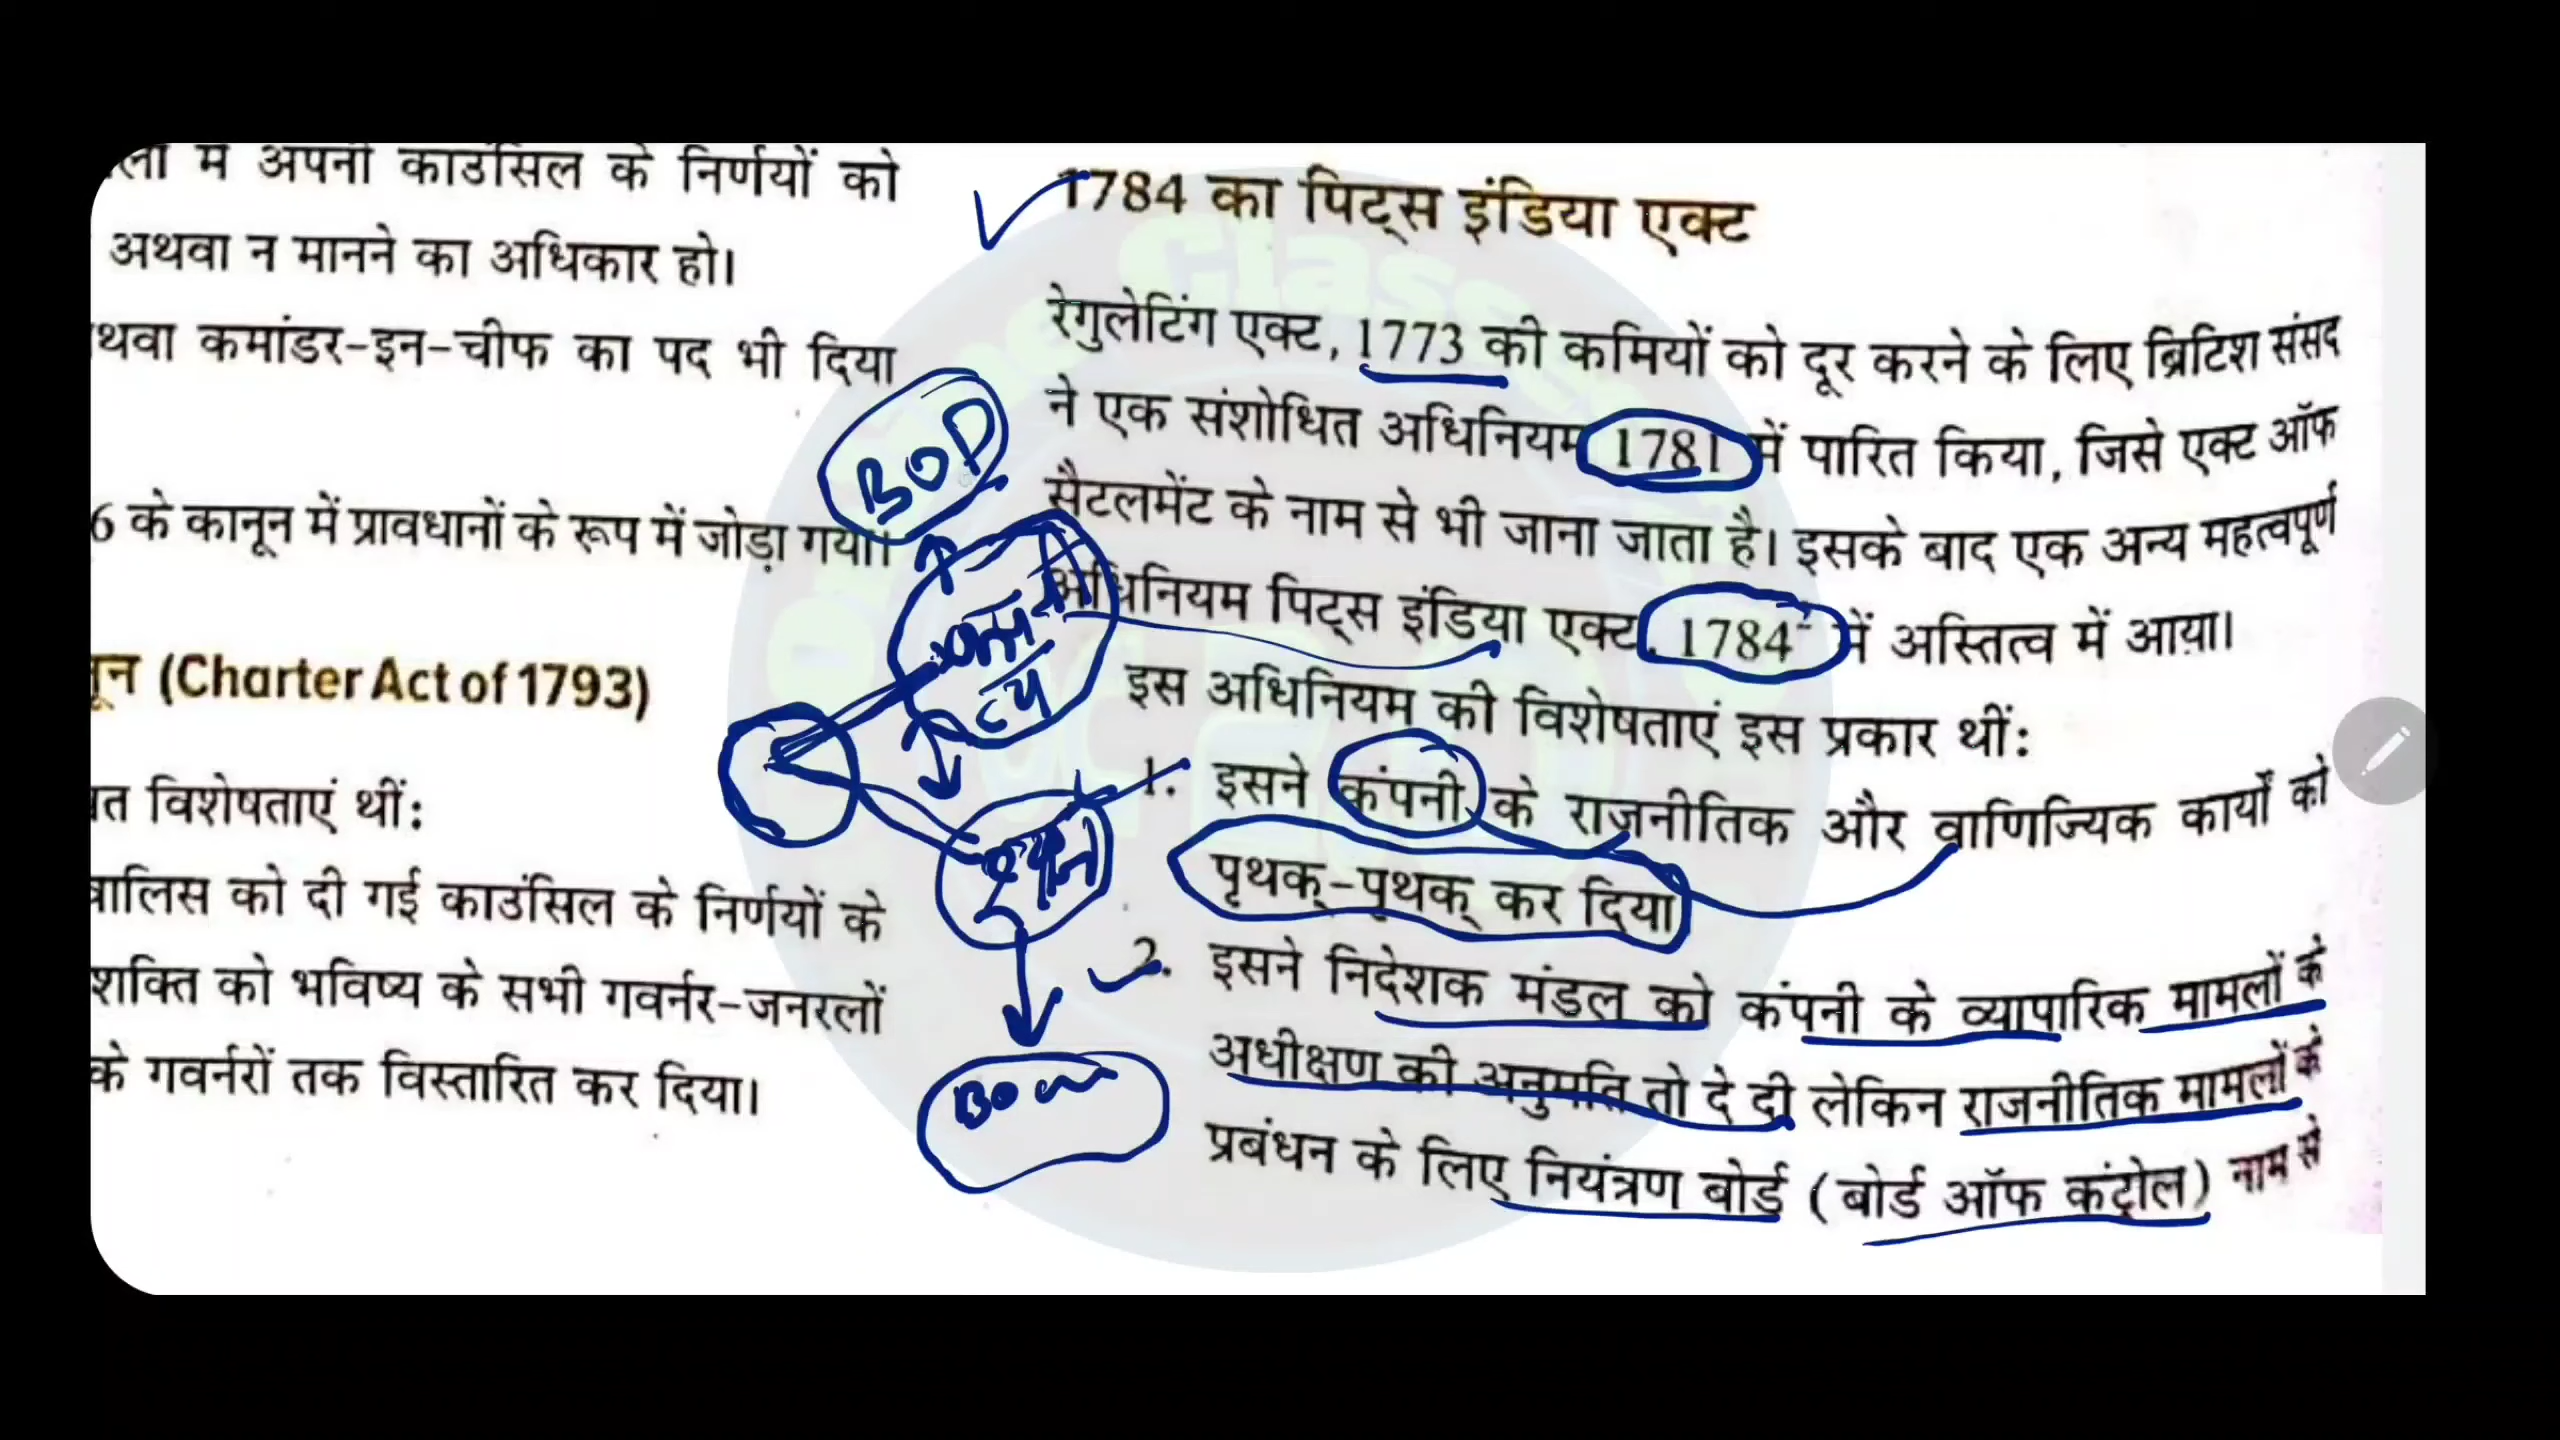 में अपनी काउंसिल के निर्णयों को
अथवा न मानने का अधिकार हो।
थवा कमांडर-इन-चीफ का पद भी दिया
6 के कानून में प्रावधानों के रूप में जोड़ा गया।
(Charter Act of 1793)
विशेषताएं थीं:
वालिस को दी गई काउंसिल के निर्णयों के
शक्ति को भविष्य के सभी गवर्नर-जनरलों
के गवर्नरों तक विस्तारित कर दिया।
1784 का पिट्स इंडिया एक्ट
रेगुलेटिंग एक्ट, 1773 की कमियों को दूर करने के लिए ब्रिटिश संसद
ने एक संशोधित अधिनियम 1781 में पारित किया, जिसे एक्ट ऑफ
सैटलमेंट के नाम से भी जाना जाता है। इसके बाद एक अन्य महत्वपूर्ण
अधिनियम पिट्स इंडिया एक्ट, 1784 में अस्तित्व में आया।
इस अधिनियम की विशेषताएं इस प्रकार थीं:
1. इसने कंपनी के राजनीतिक और वाणिज्यिक कार्यों को
पृथक्-पृथक् कर दिया
2. इसने निदेशक मंडल को कंपनी के व्यापारिक मामलों के
अधीक्षण की अनुमति तो दे दी लेकिन राजनीतिक मामलों के
प्रबंधन के लिए नियंत्रण बोर्ड (बोर्ड ऑफ कंट्रोल) नाम से
BOD